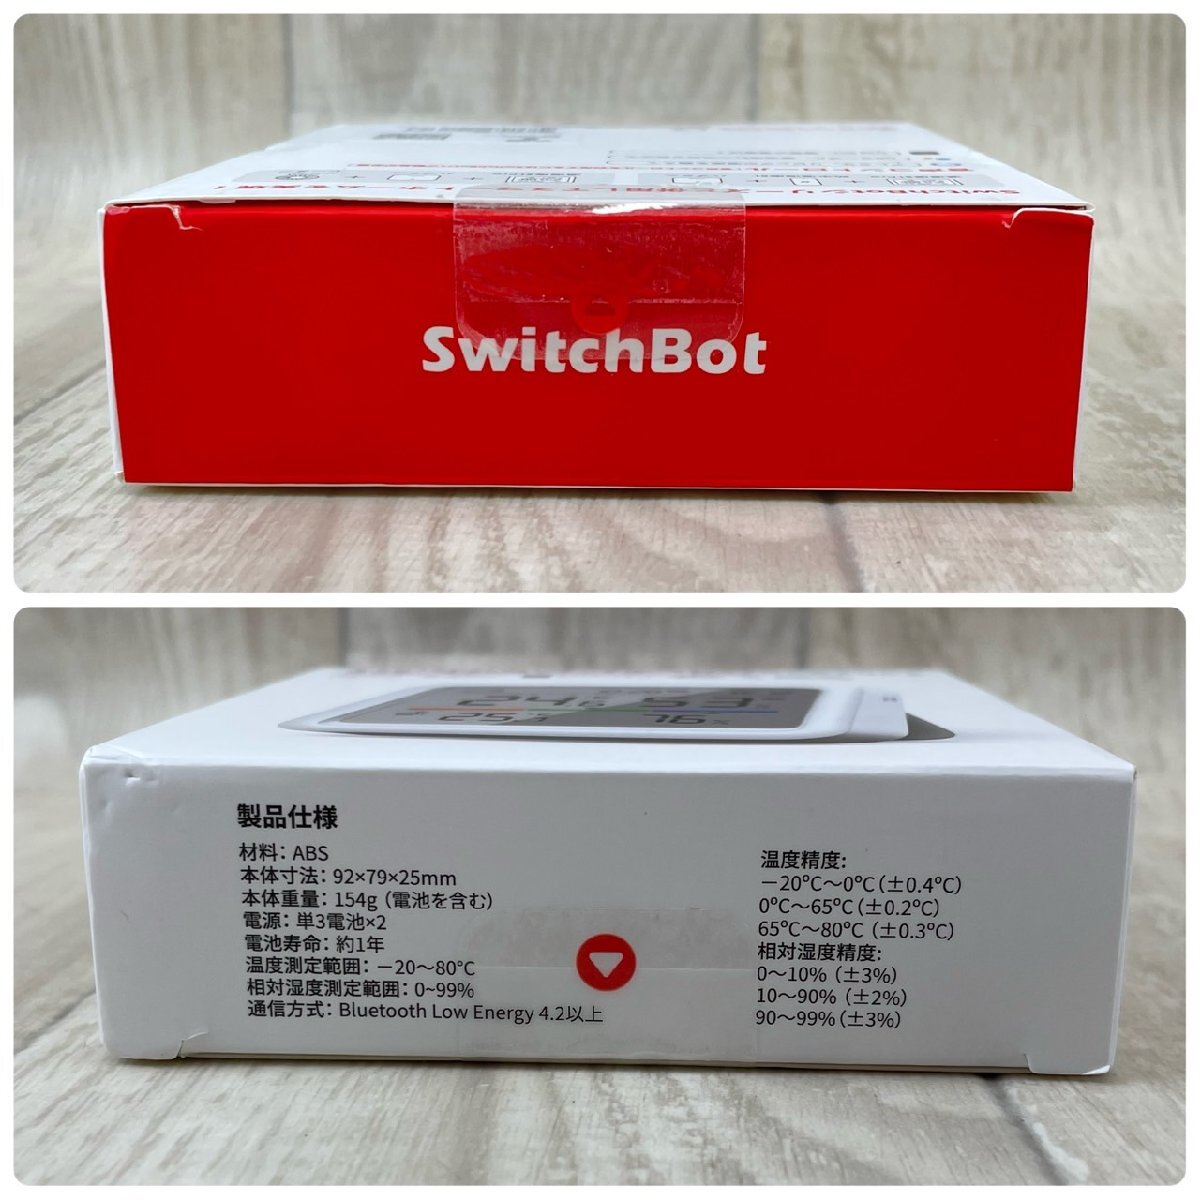 SwitchBot
製品仕様
材料: ABS
本体寸法: 92×79×25mm
本体重量: 154g (電池を含む)
電源: 単3電池×2
電池寿命: 約1年
温度測定範囲: −20〜80℃
相対湿度測定範囲: 0~99%
通信方式: Bluetooth Low Energy 4.2以上
温度精度:
−20℃〜0℃(±0.4℃)
0℃〜65℃(±0.2℃)
65℃〜80℃ (±0.3℃)
相対湿度精度:
0〜10% (±3%)
10〜90% (±2%)
90〜99% (±3%)